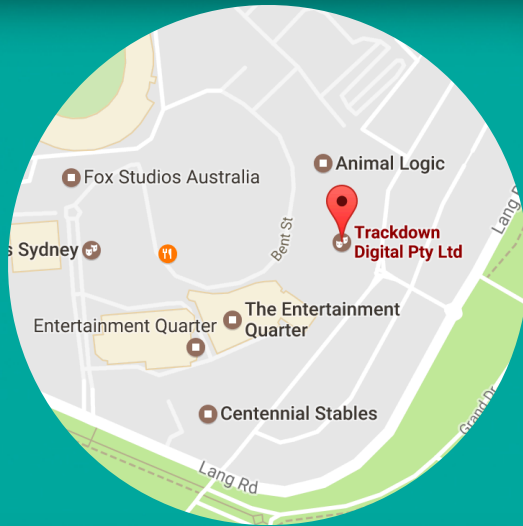 Animal Logic
Fox Studios Australia
Trackdown
Digital Pty Ltd
Bent St
Lang R
s Sydney
The Entertainment
Quarter
Entertainment Quarter
Centennial Stables
Grand Dr
Lang Rd